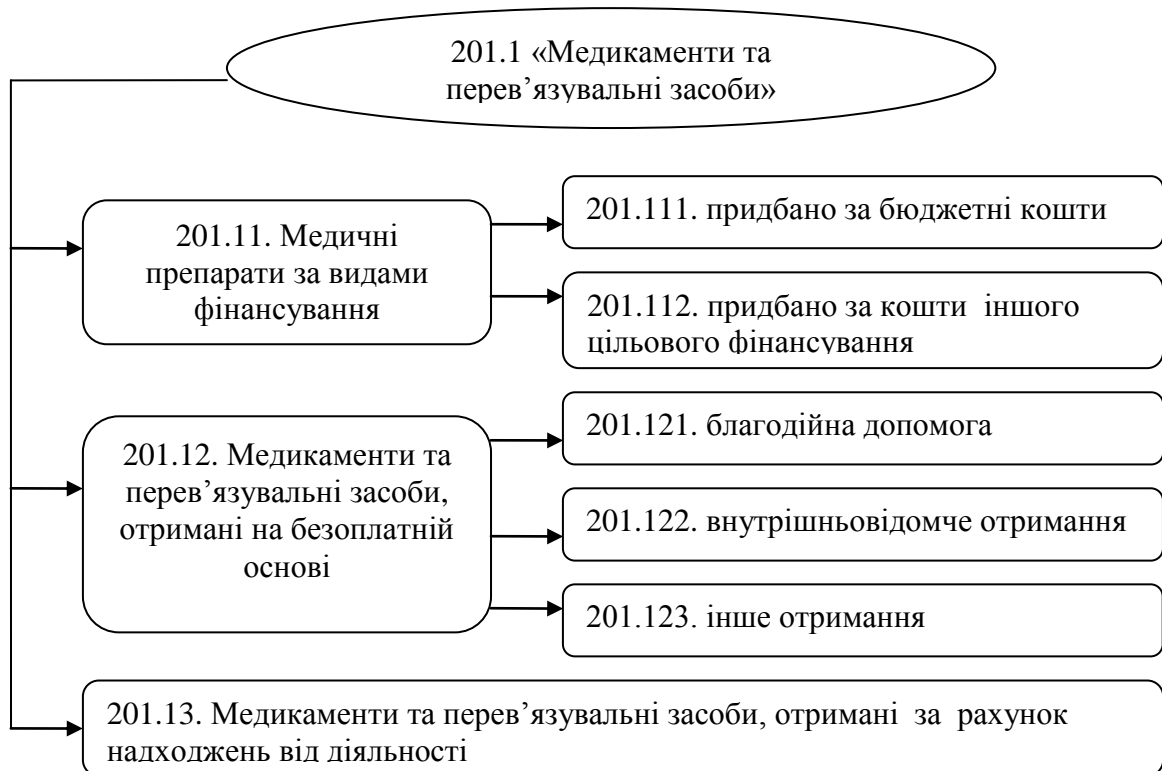 201.1 «Медикаменти та
перев’язувальні засоби»
201.11. Медичні
препарати за видами
фінансування
201.111. придбано за бюджетні кошти
201.112. придбано за кошти іншого
цільового фінансування
201.12. Медикаменти та
перев’язувальні засоби,
отримані на безоплатній
основі
201.121. благодійна допомога
201.122. внутрішньовідомче отримання
201.123. інше отримання
201.13. Медикаменти та перев’язувальні засоби, отримані за рахунок
надходжень від діяльності